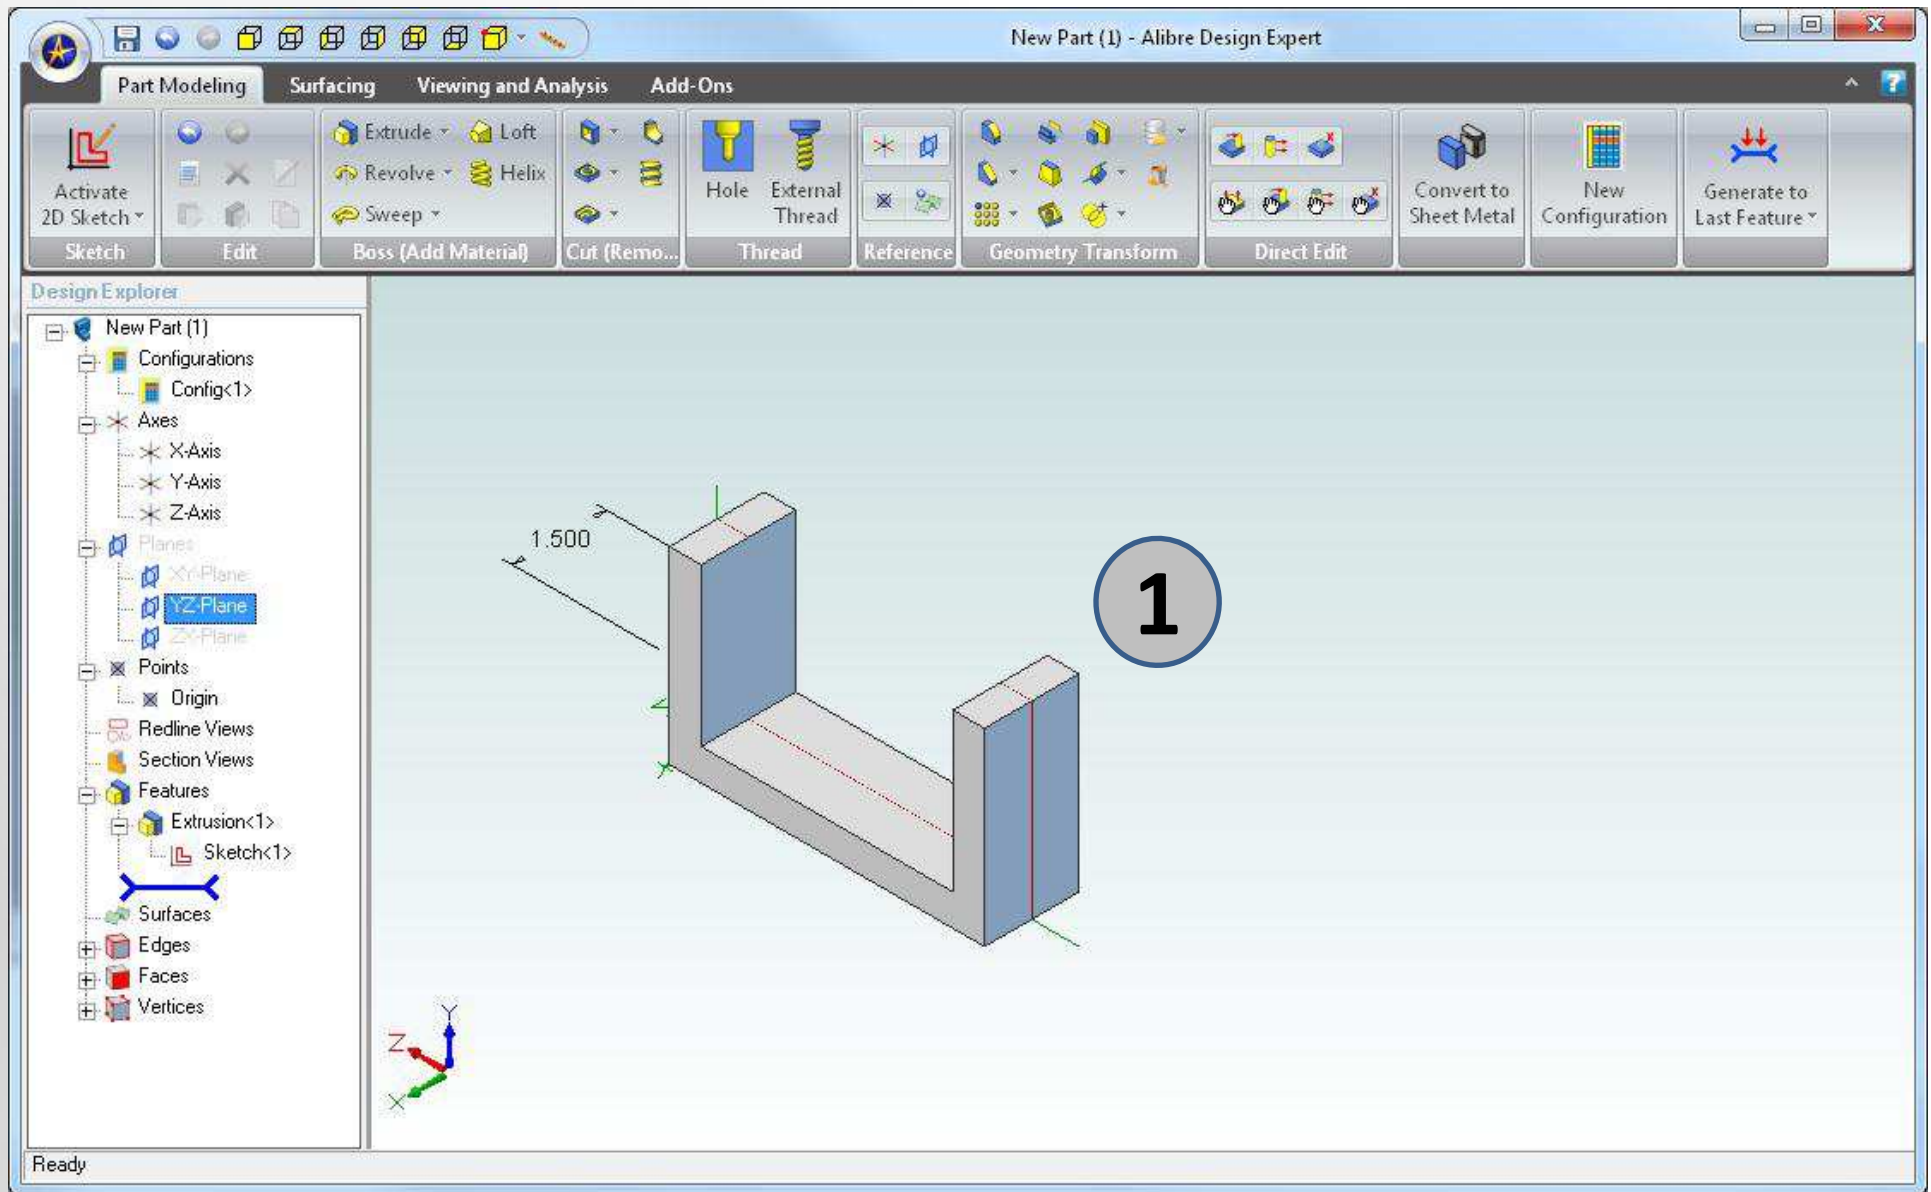 New Part (1) - Alibre Design Expert
Part Modeling Surfacing Viewing and Analysis Add-Ons
Activate
2D Sketch
Extrude Loft
Revolve Helix
Sweep
Hole
External
Thread
Convert to
Sheet Metal
New
Configuration
Generate to
Last Feature
Sketch Edit Boss (Add Material) Cut (Remo... Thread Reference Geometry Transform Direct Edit
Design Explorer
New Part (1)
Configurations
Config<1>
Axes
X-Axis
Y-Axis
Z-Axis
Planes
XY-Plane
YZ-Plane
ZX-Plane
Points
Origin
Redline Views
Section Views
Features
Extrusion<1>
Sketch<1>
Surfaces
Edges
Faces
Vertices
1.500
1
Y
Z
X
Ready